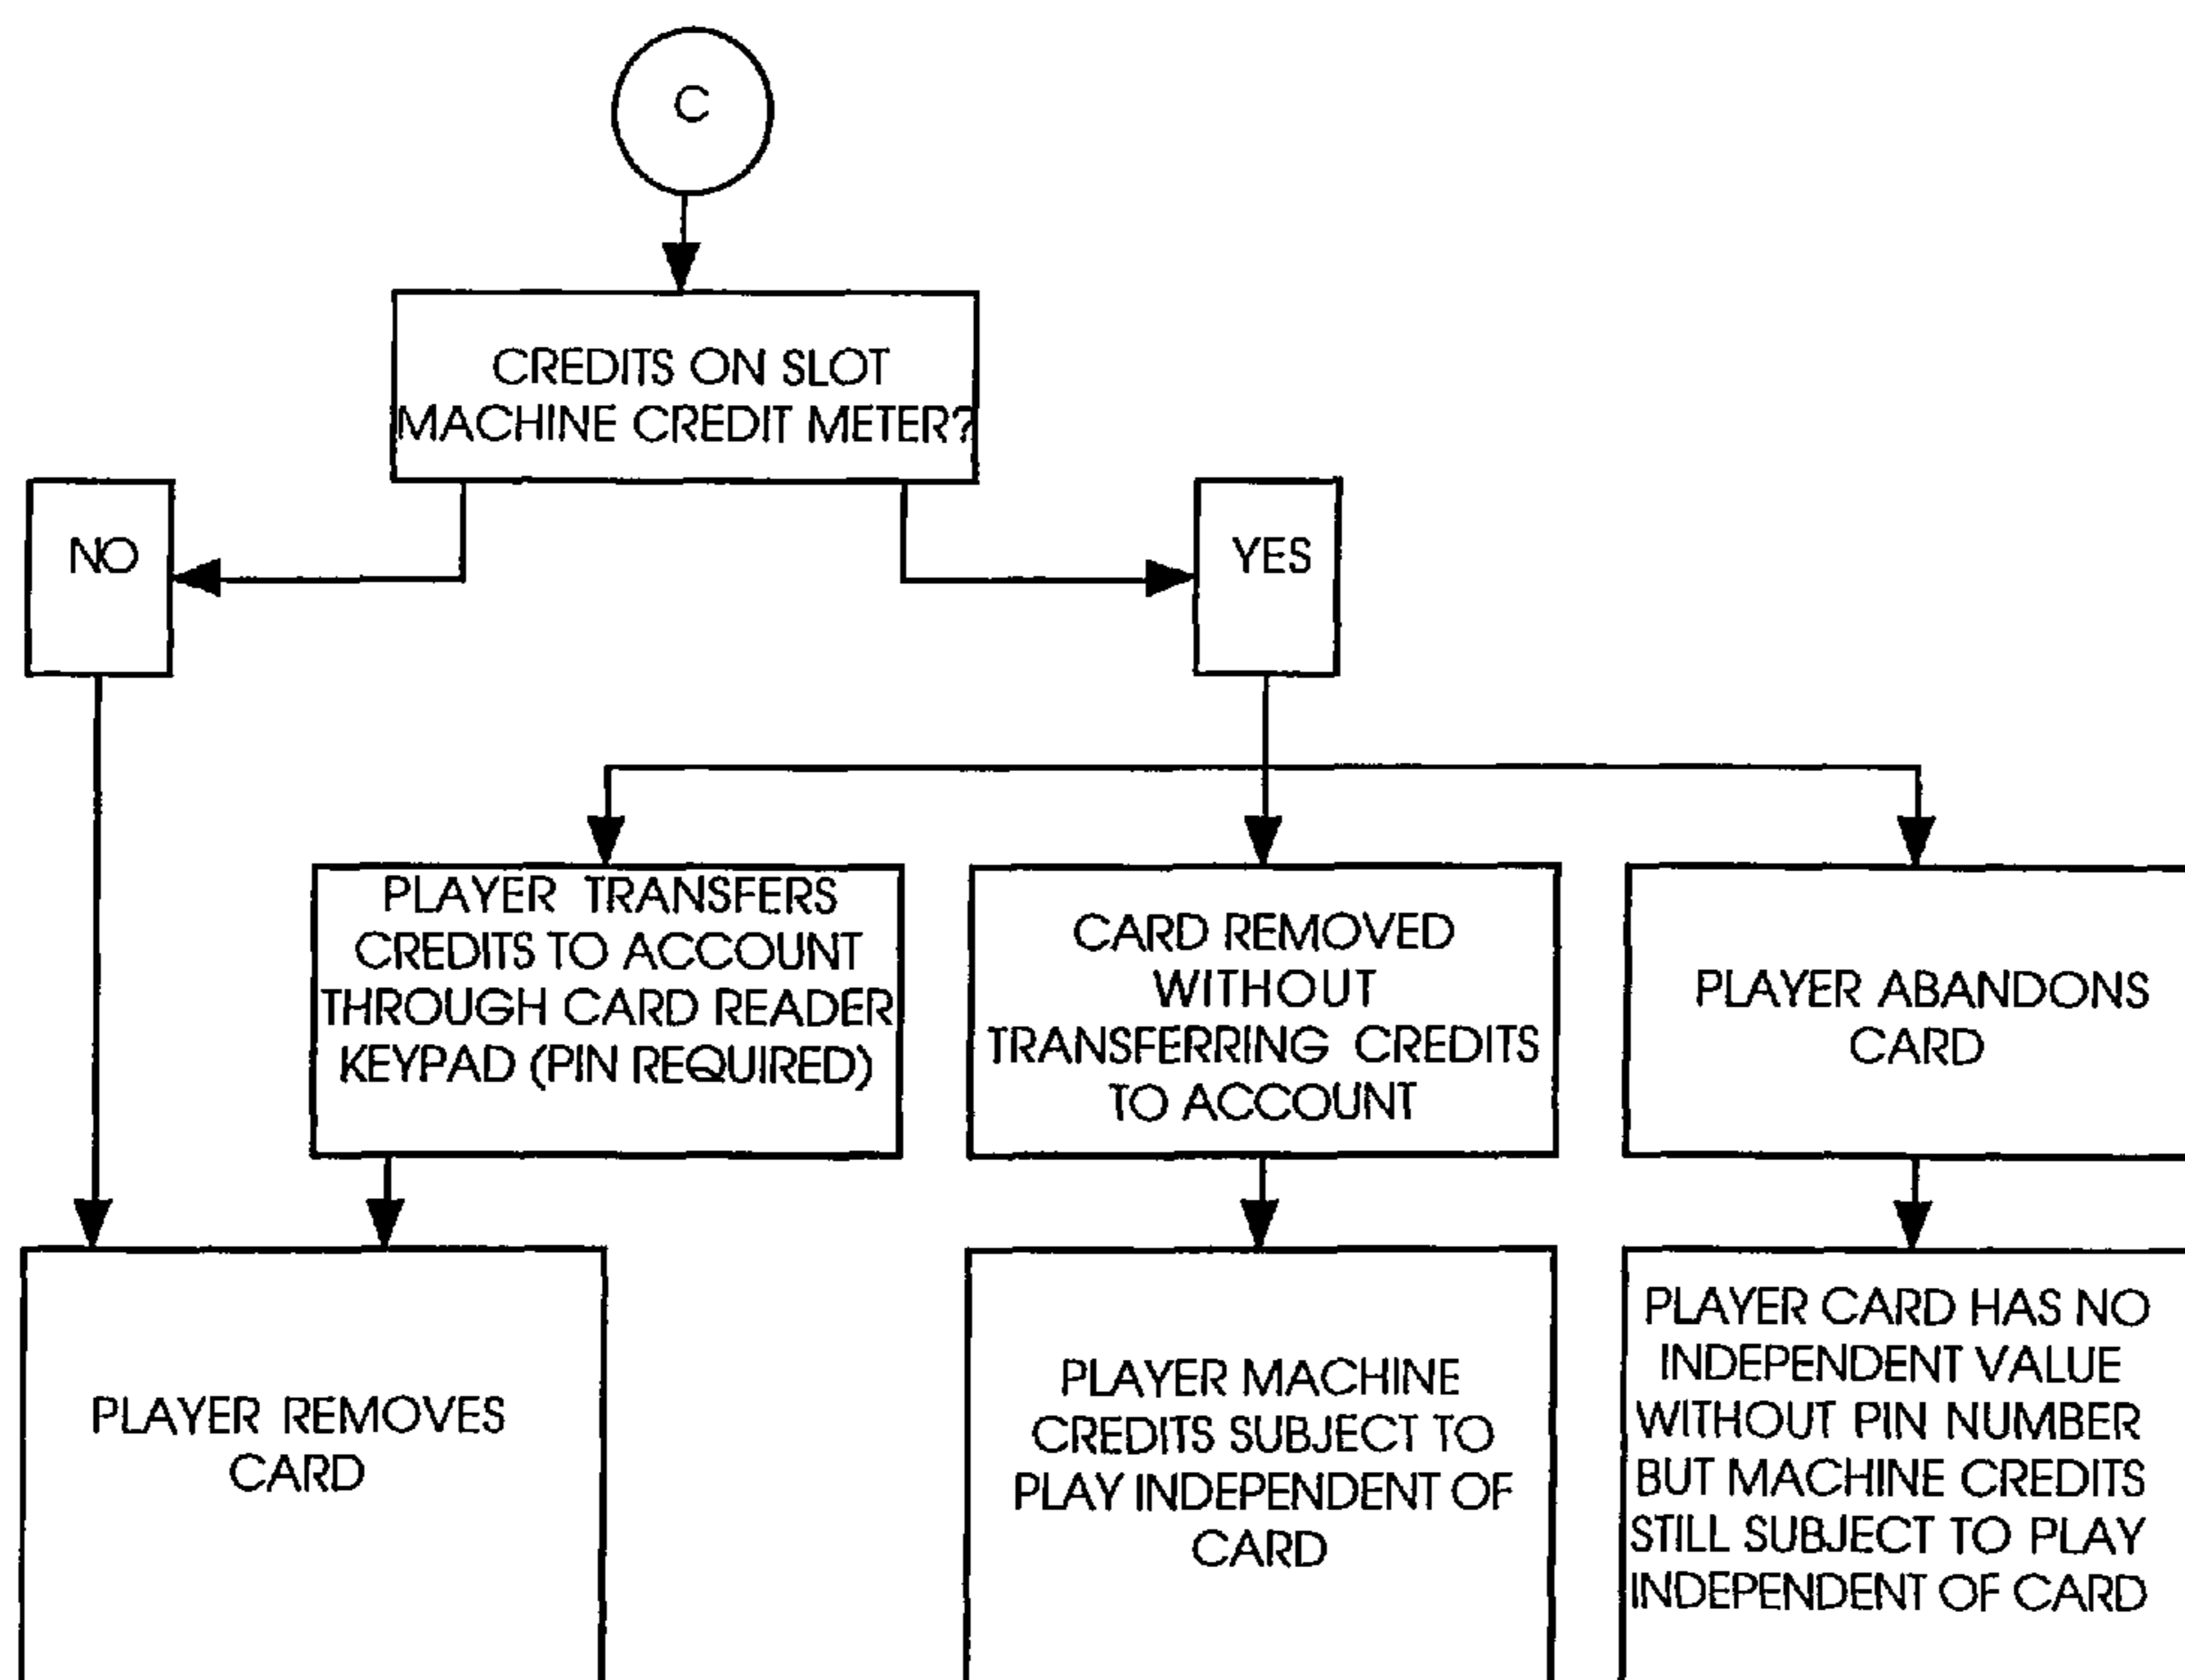 C
CREDITS ON SLOT
MACHINE CREDIT METER?
NO
YES
PLAYER TRANSFERS
CREDITS TO ACCOUNT
THROUGH CARD READER
KEYPAD (PIN REQUIRED)
CARD REMOVED
WITHOUT
TRANSFERRING CREDITS
TO ACCOUNT
PLAYER ABANDONS
CARD
PLAYER REMOVES
CARD
PLAYER MACHINE
CREDITS SUBJECT TO
PLAY INDEPENDENT OF
CARD
PLAYER CARD HAS NO
INDEPENDENT VALUE
WITHOUT PIN NUMBER
BUT MACHINE CREDITS
STILL SUBJECT TO PLAY
INDEPENDENT OF CARD